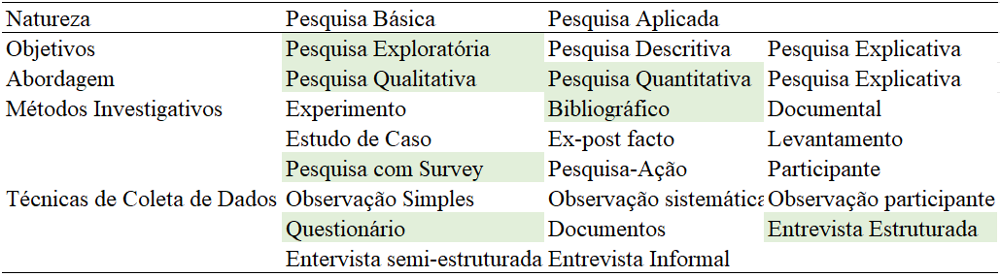 Natureza Pesquisa Básica Pesquisa Aplicada
Objetivos Pesquisa Exploratória Pesquisa Descritiva Pesquisa Explicativa
Abordagem Pesquisa Qualitativa Pesquisa Quantitativa Pesquisa Explicativa
Métodos Investigativos Experimento Bibliográfico Documental
Estudo de Caso Ex-post facto Levantamento
Pesquisa com Survey Pesquisa-Ação Participante
Técnicas de Coleta de Dados Observação Simples Observação sistemática Observação participante
Questionário Documentos Entrevista Estruturada
Entervista semi-estruturada Entrevista Informal